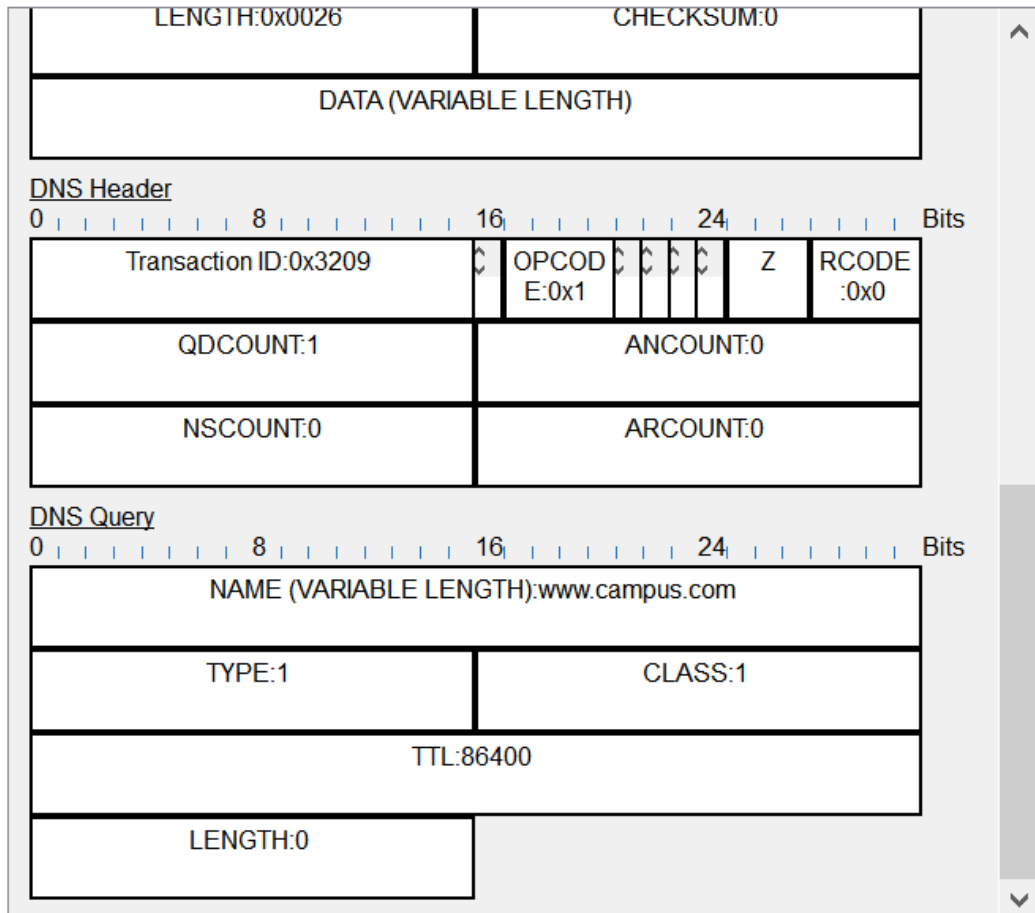 LENGTH:0x0026 CHECKSUM:0
DATA (VARIABLE LENGTH)
DNS Header
0 8 16 24 Bits
Transaction ID:0x3209 OPCOD Z RCODE
E:0x1 :0x0
QDCOUNT:1 ANCOUNT:0
NSCOUNT:0 ARCOUNT:0
DNS Query
0 8 16 24 Bits
NAME (VARIABLE LENGTH):www.campus.com
TYPE:1 CLASS:1
TTL:86400
LENGTH:0